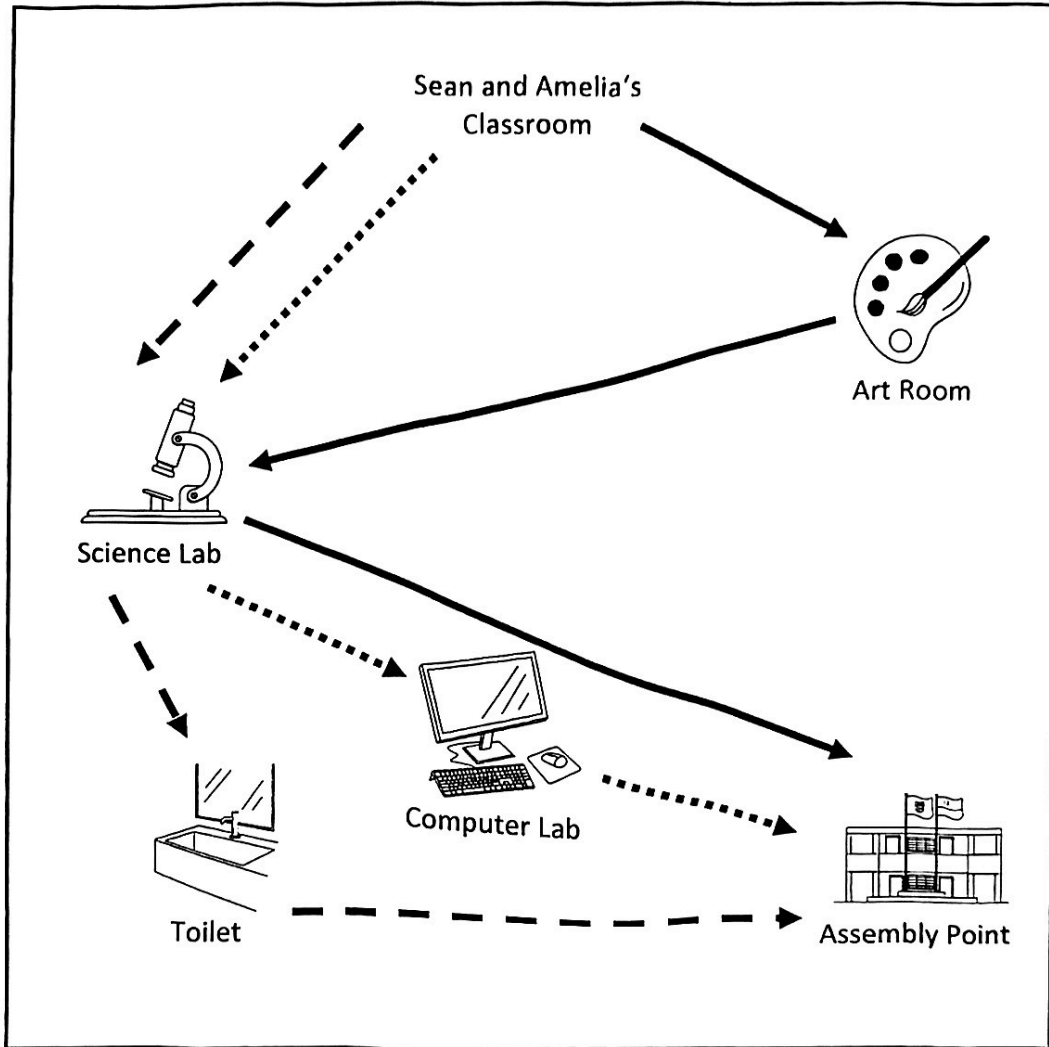 Sean and Amelia‘s
Classroom
Art Room
Science Lab
Computer Lab
Toilet
Assembly Point